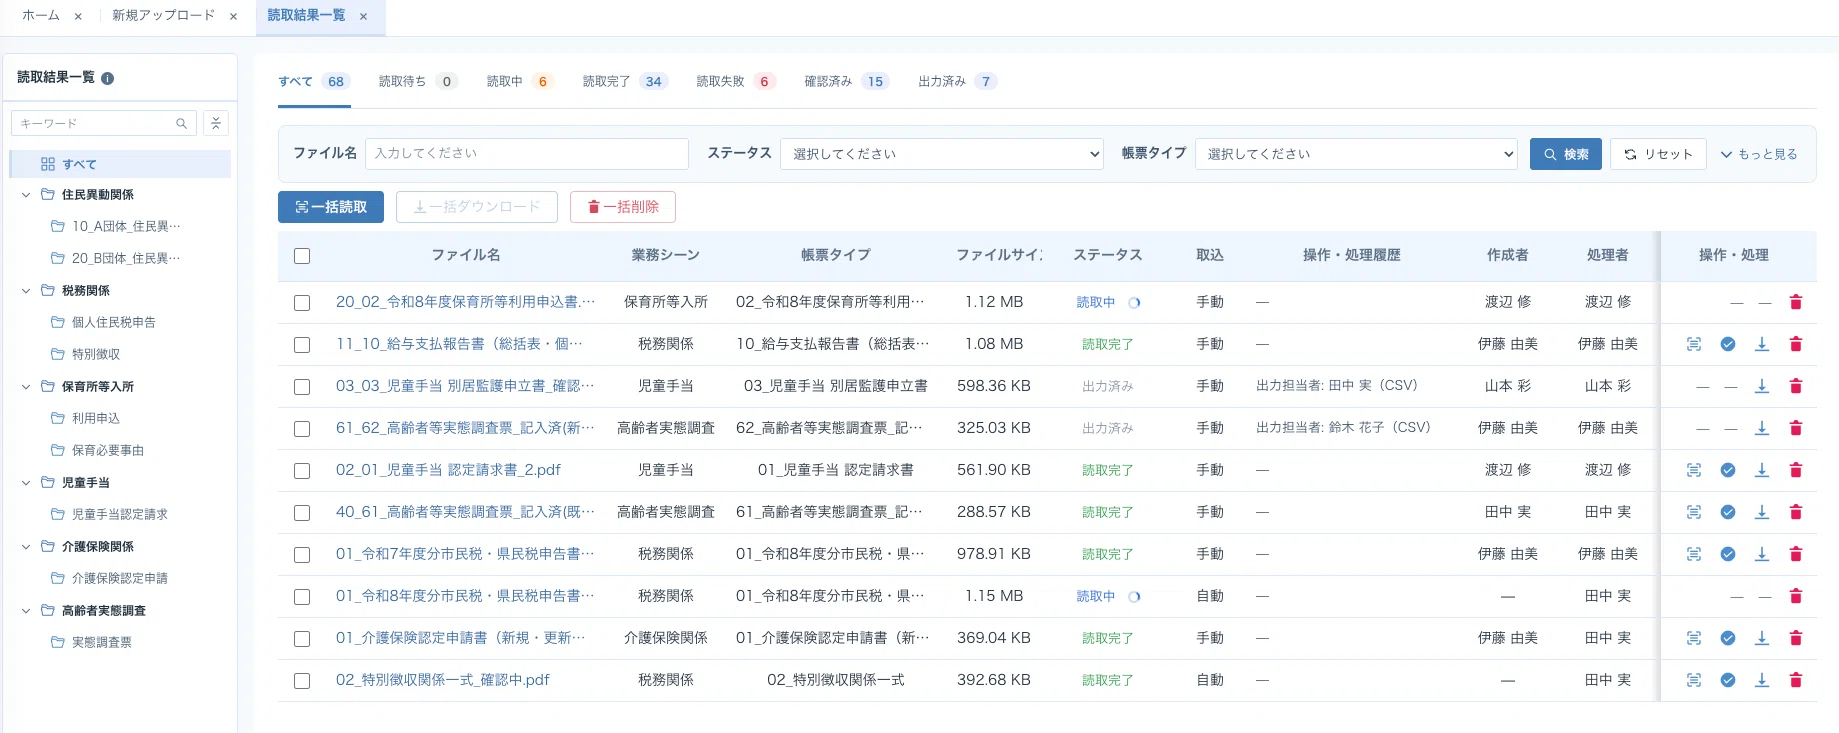 ホーム × 新規アップロード × 読取結果一覧 ×
読取結果一覧
キーワード
すべて
住民異動関係
10_A団体_住民異…
20_B団体_住民異…
税務関係
個人住民税申告
特別徴収
保育所等入所
利用申込
保育必要事由
児童手当
児童手当認定請求
介護保険関係
介護保険認定申請
高齢者実態調査
実態調査票
すべて 68 読取待ち 0 読取中 6 読取完了 34 読取失敗 6 確認済み 15 出力済み 7
ファイル名 入力してください ステータス 選択してください 帳票タイプ 選択してください 検索 リセット もっと見る
一括読取 一括ダウンロード 一括削除
ファイル名 業務シーン 帳票タイプ ファイルサイ ステータス 取込 操作・処理履歴 作成者 処理者 操作・処理
20_02_令和8年度保育所等利用申込書.… 保育所等入所 02_令和8年度保育所等利用… 1.12 MB 読取中 手動 — 渡辺 修 渡辺 修 — —
11_10_給与支払報告書（総括表・個… 税務関係 10_給与支払報告書（総括表… 1.08 MB 読取完了 手動 — 伊藤 由美 伊藤 由美
03_03_児童手当 別居監護申立書_確認… 児童手当 03_児童手当 別居監護申立書 598.36 KB 出力済み 手動 出力担当者: 田中 実（CSV） 山本 彩 山本 彩 — —
61_62_高齢者等実態調査票_記入済(新… 高齢者実態調査 62_高齢者等実態調査票_記… 325.03 KB 出力済み 手動 出力担当者: 鈴木 花子（CSV） 伊藤 由美 伊藤 由美 — —
02_01_児童手当 認定請求書_2.pdf 児童手当 01_児童手当 認定請求書 561.90 KB 読取完了 手動 — 渡辺 修 渡辺 修
40_61_高齢者等実態調査票_記入済(既… 高齢者実態調査 61_高齢者等実態調査票_記… 288.57 KB 読取完了 手動 — 田中 実 田中 実
01_令和7年度分市民税・県民税申告書… 税務関係 01_令和8年度分市民税・県… 978.91 KB 読取完了 手動 — 伊藤 由美 伊藤 由美
01_令和8年度分市民税・県民税申告書… 税務関係 01_令和8年度分市民税・県… 1.15 MB 読取中 自動 — — 田中 実 — —
01_介護保険認定申請書（新規・更新… 介護保険関係 01_介護保険認定申請書（新… 369.04 KB 読取完了 手動 — 伊藤 由美 田中 実
02_特別徴収関係一式_確認中.pdf 税務関係 02_特別徴収関係一式 392.68 KB 読取完了 自動 — — 田中 実